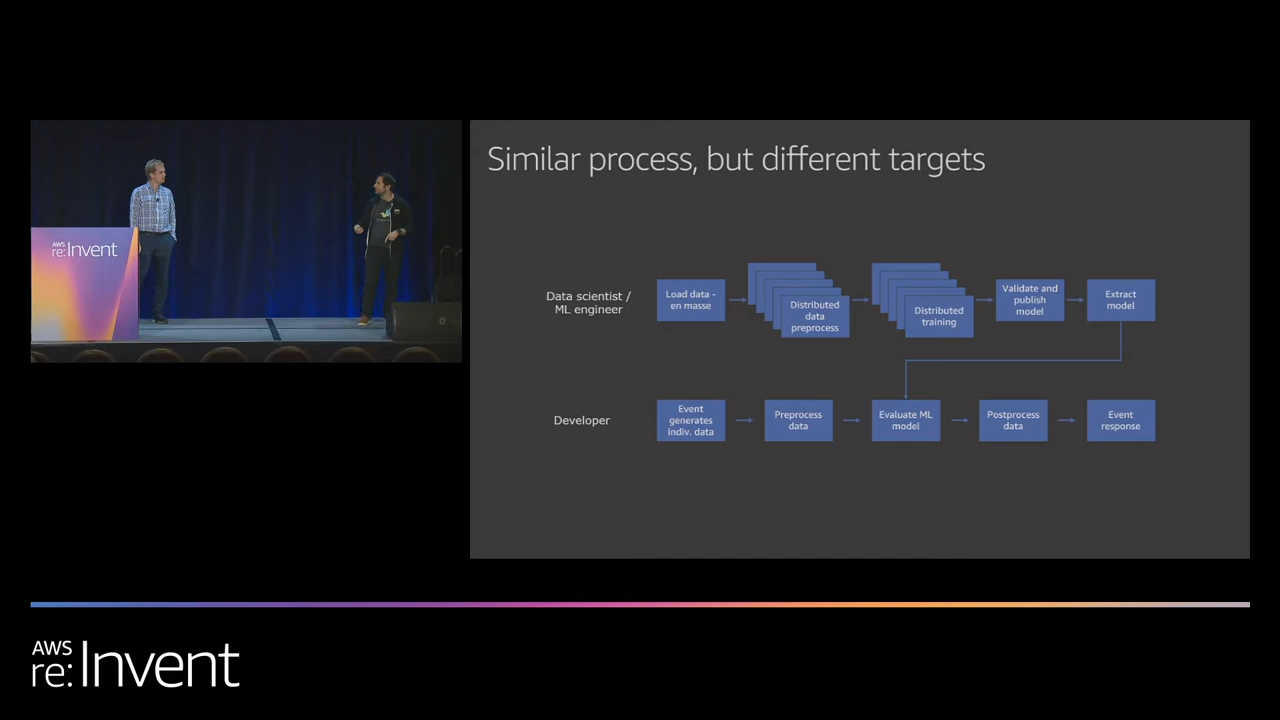 AWS
re:Invent
Similar process, but different targets
Data scientist /
ML engineer
Load data -
en masse
Distributed
data
preprocess
Distributed
training
Validate and
publish
model
Extract
model
Developer
Event
generates
indiv. data
Preprocess
data
Evaluate ML
model
Postprocess
data
Event
response
AWS
re:Invent